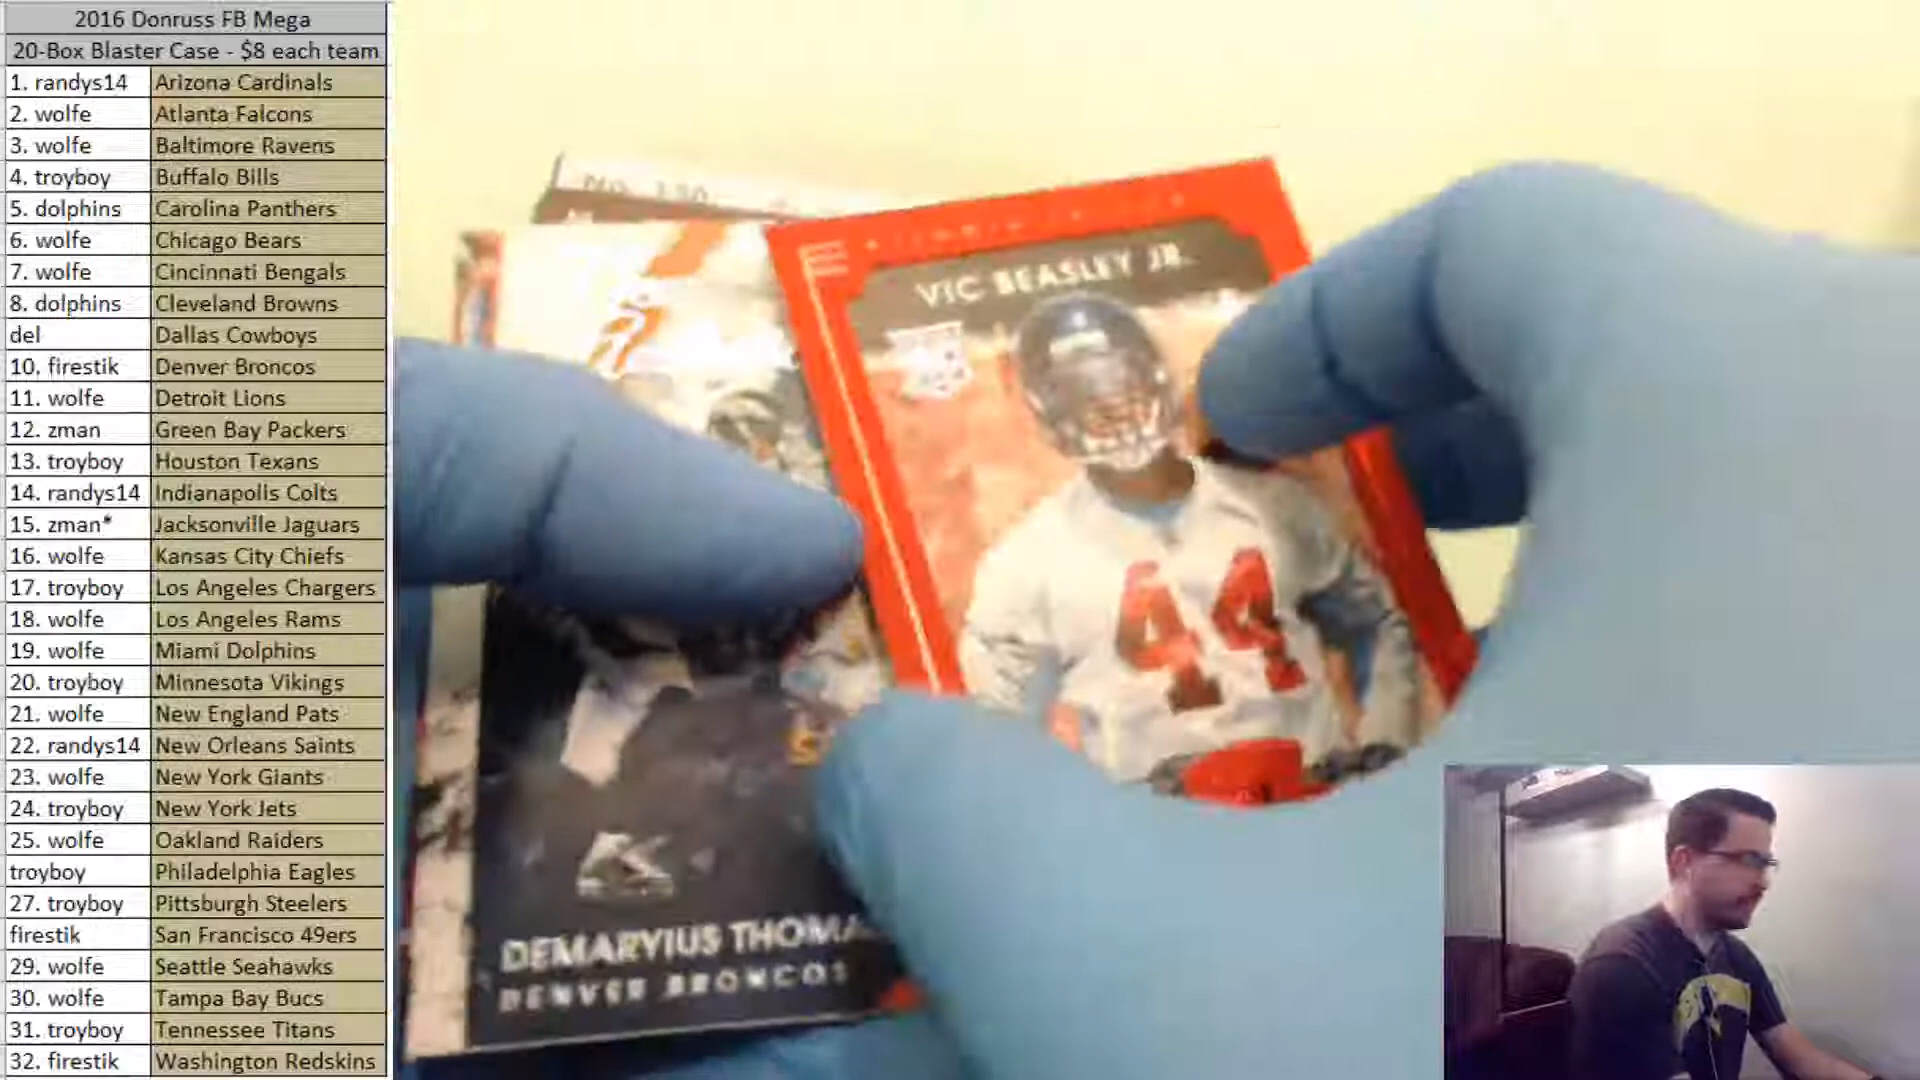 2016 Donruss FB Mega
20-Box Blaster Case - $8 each team
1. randys14 Arizona Cardinals
2. wolfe Atlanta Falcons
3. wolfe Baltimore Ravens
4. troyboy Buffalo Bills
5. dolphins Carolina Panthers
6. wolfe Chicago Bears
7. wolfe Cincinnati Bengals
8. dolphins Cleveland Browns
del Dallas Cowboys
10. firestik Denver Broncos
11. wolfe Detroit Lions
12. zman Green Bay Packers
13. troyboy Houston Texans
14. randys14 Indianapolis Colts
15. zman* Jacksonville Jaguars
16. wolfe Kansas City Chiefs
17. troyboy Los Angeles Chargers
18. wolfe Los Angeles Rams
19. wolfe Miami Dolphins
20. troyboy Minnesota Vikings
21. wolfe New England Pats
22. randys14 New Orleans Saints
23. wolfe New York Giants
24. troyboy New York Jets
25. wolfe Oakland Raiders
troyboy Philadelphia Eagles
27. troyboy Pittsburgh Steelers
firestik San Francisco 49ers
29. wolfe Seattle Seahawks
30. wolfe Tampa Bay Bucs
31. troyboy Tennessee Titans
32. firestik Washington Redskins
VIC BEASLEY JR.
44
DEMARYIUS THOMA
DENVER BRONCOS